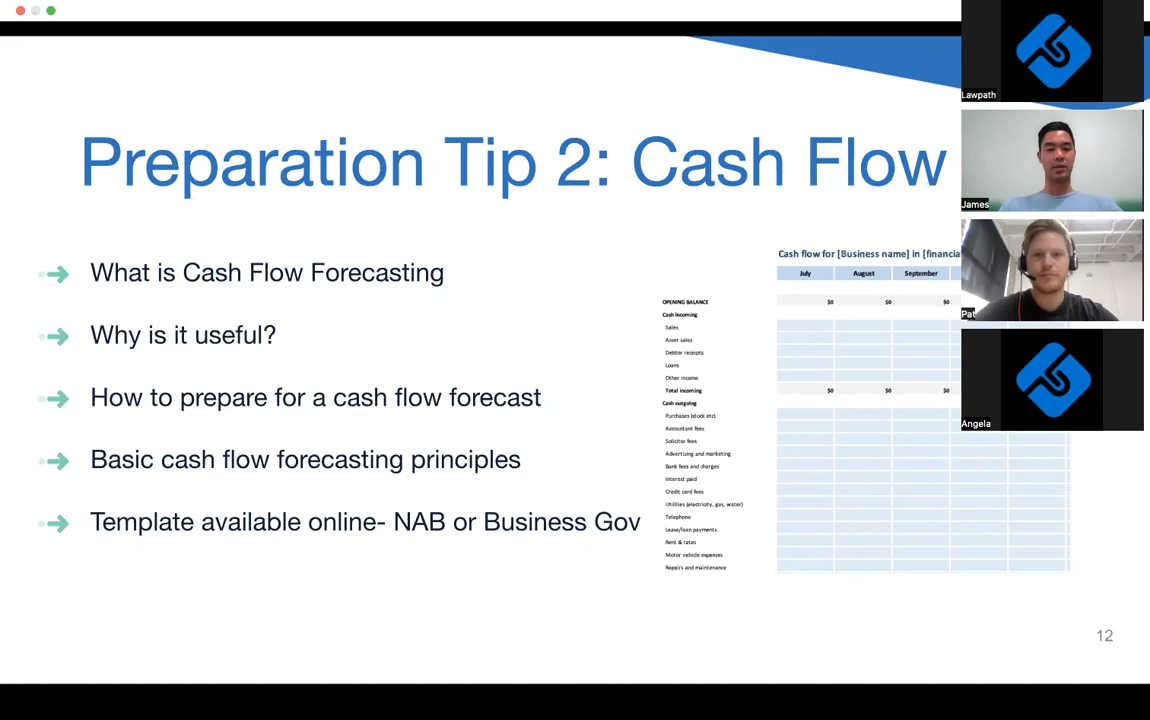 Lawpath
Preparation Tip 2: Cash Flow
James
What is Cash Flow Forecasting
Why is it useful?
How to prepare for a cash flow forecast
Basic cash flow forecasting principles
Template available online- NAB or Business Gov
Cash flow for [Business name] in [financia
July August September
OPENING BALANCE $0 $0 $0
Cash incoming
Sales
Asset sales
Debtor receipts
Loans
Other income
Total incoming $0 $0 $0
Cash outgoing
Purchases (stock etc)
Accountant fees
Solicitor fees
Advertising and marketing
Bank fees and charges
Interest paid
Credit card fees
Utilities (electricity, gas, water)
Telephone
Lease/loan payments
Rent & rates
Motor vehicle expenses
Repairs and maintenance
Pat
Angela
12